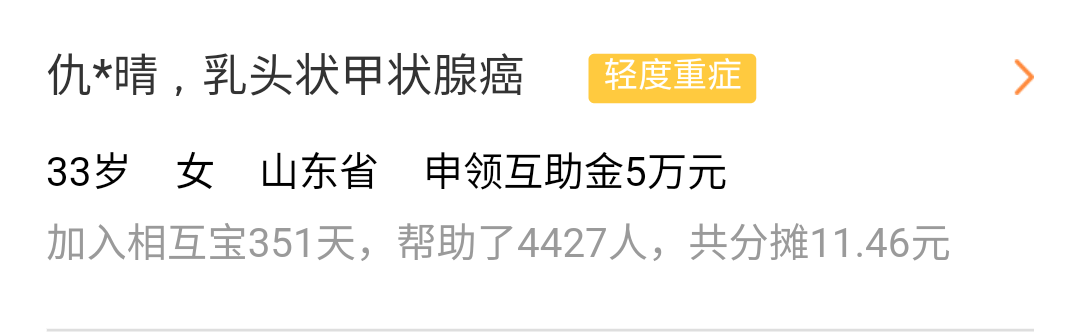 仇*晴，乳头状甲状腺癌 轻度重症
33岁 女 山东省 申领互助金5万元
加入相互宝351天，帮助了4427人，共分摊11.46元